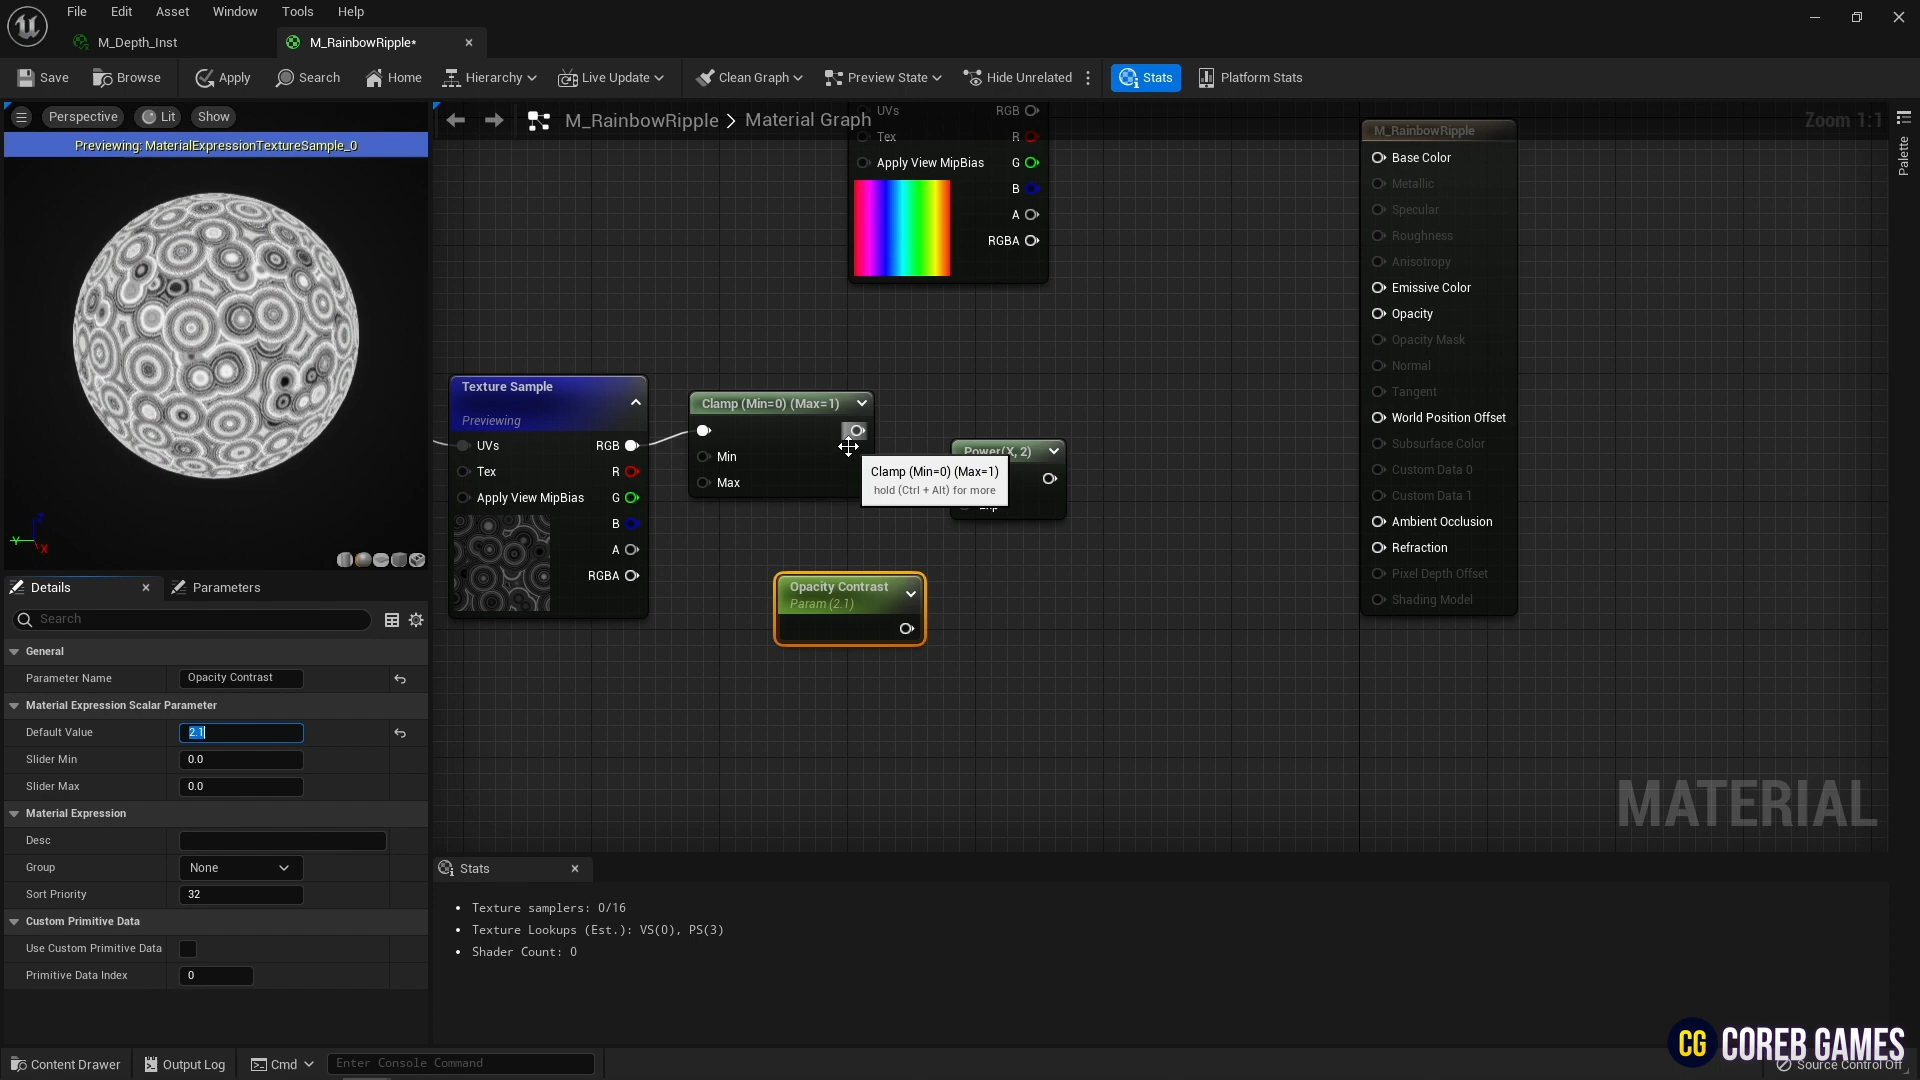 File Edit Asset Window Tools Help
M_Depth_Inst
M_RainbowRipple*
Save Browse Apply Search Home Hierarchy Live Update Clean Graph Preview State Hide Unrelated Stats Platform Stats
Perspective Lit Show
Previewing: MaterialExpressionTextureSample_0
M_RainbowRipple > Material Graph
Zoom 1:1
Palette
UVs RGB
Tex R
Apply View MipBias G
B
A
RGBA
M_RainbowRipple
Base Color
Metallic
Specular
Roughness
Anisotropy
Emissive Color
Opacity
Opacity Mask
Normal
Tangent
World Position Offset
Subsurface Color
Custom Data 0
Custom Data 1
Ambient Occlusion
Refraction
Pixel Depth Offset
Shading Model
Texture Sample
Previewing
UVs RGB
Tex R
Apply View MipBias G
B
A
RGBA
Clamp (Min=0) (Max=1)
Min
Max
Clamp (Min=0) (Max=1)
hold (Ctrl + Alt) for more
Power(X, 2)
Opacity Contrast
Param (2.1)
MATERIAL
Y
X
Details
Parameters
Search
General
Parameter Name Opacity Contrast
Material Expression Scalar Parameter
Default Value 2.1
Slider Min 0.0
Slider Max 0.0
Material Expression
Desc
Group None
Sort Priority 32
Custom Primitive Data
Use Custom Primitive Data
Primitive Data Index 0
Stats
• Texture samplers: 0/16
• Texture Lookups (Est.): VS(0), PS(3)
• Shader Count: 0
Content Drawer Output Log Cmd Enter Console Command
CG COREB GAMES
Source Control Off